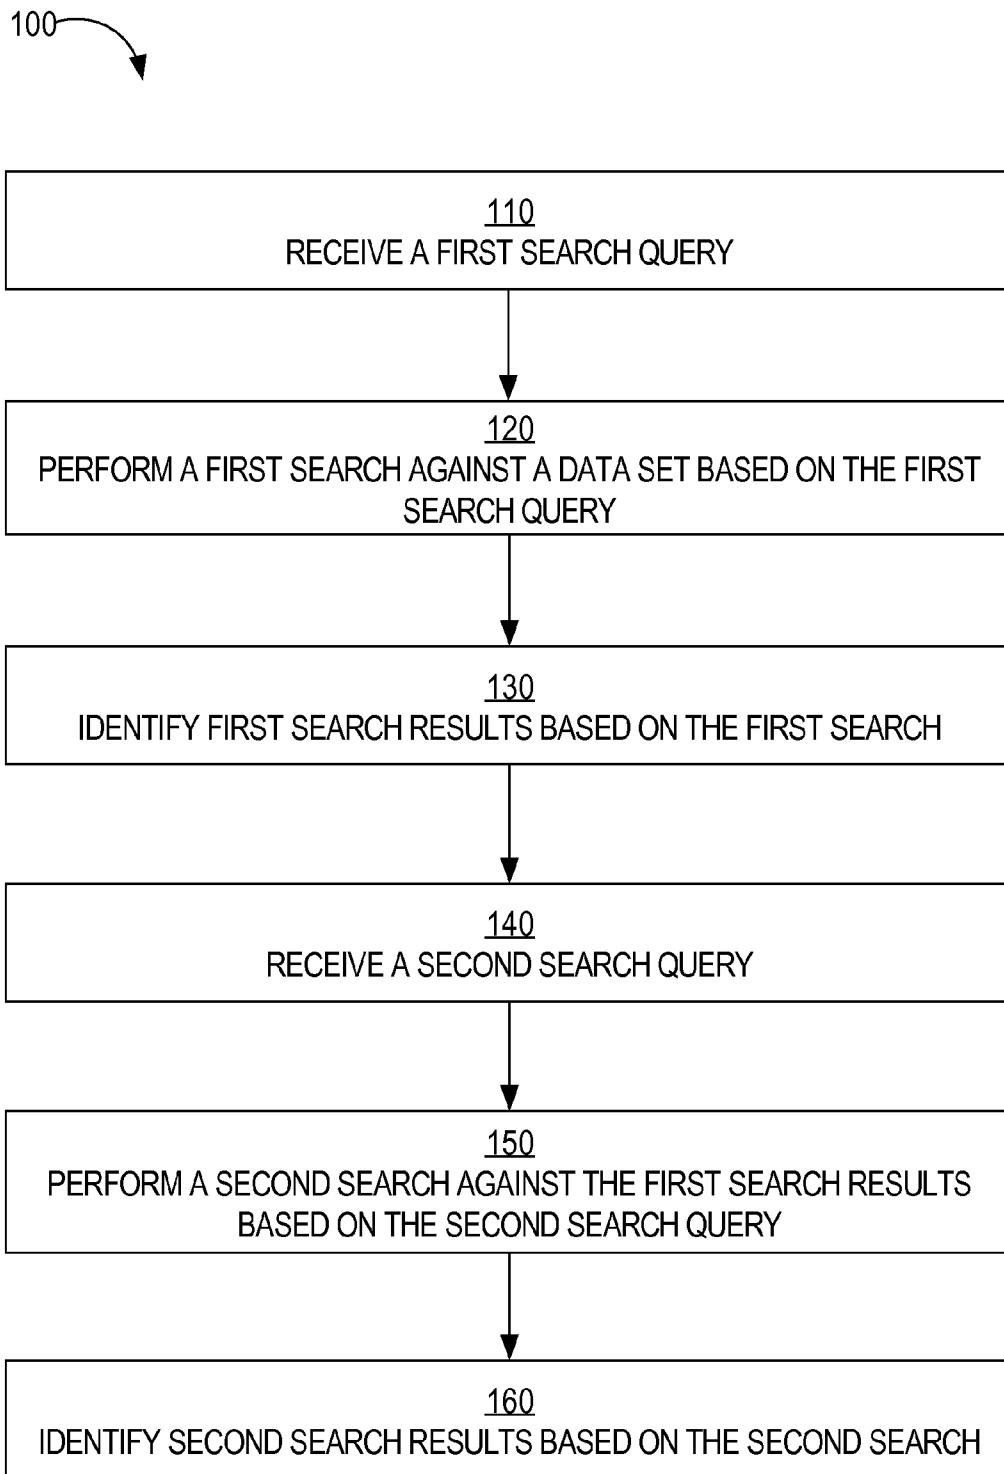 100
110
RECEIVE A FIRST SEARCH QUERY
120
PERFORM A FIRST SEARCH AGAINST A DATA SET BASED ON THE FIRST
SEARCH QUERY
130
IDENTIFY FIRST SEARCH RESULTS BASED ON THE FIRST SEARCH
140
RECEIVE A SECOND SEARCH QUERY
150
PERFORM A SECOND SEARCH AGAINST THE FIRST SEARCH RESULTS
BASED ON THE SECOND SEARCH QUERY
160
IDENTIFY SECOND SEARCH RESULTS BASED ON THE SECOND SEARCH